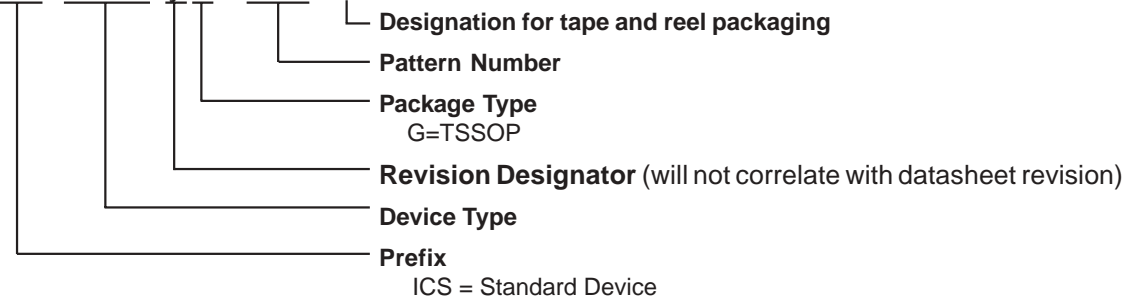 Designation for tape and reel packaging
Pattern Number
Package Type
G=TSSOP
Revision Designator (will not correlate with datasheet revision)
Device Type
Prefix
ICS = Standard Device